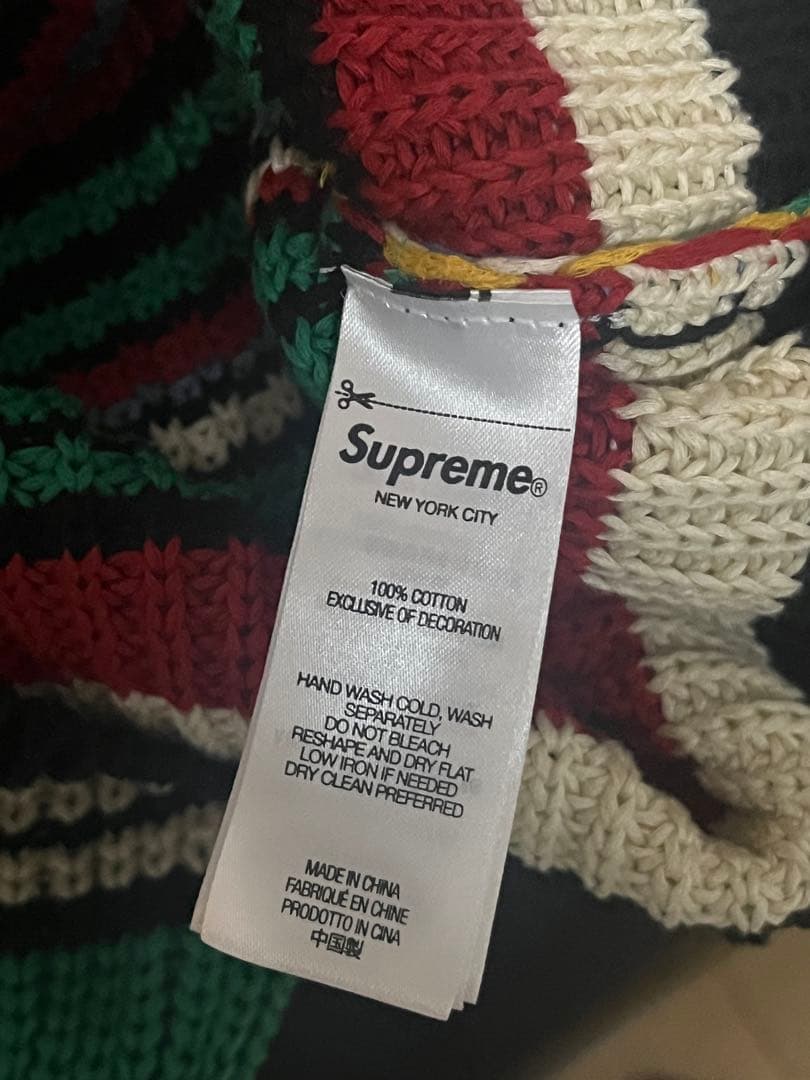 Supreme®
NEW YORK CITY
100% COTTON
EXCLUSIVE OF DECORATION
HAND WASH COLD, WASH
SEPARATELY
DO NOT BLEACH
RESHAPE AND DRY FLAT
LOW IRON IF NEEDED
DRY CLEAN PREFERRED
MADE IN CHINA
FABRIQUÉ EN CHINE
PRODOTTO IN CINA
中国製